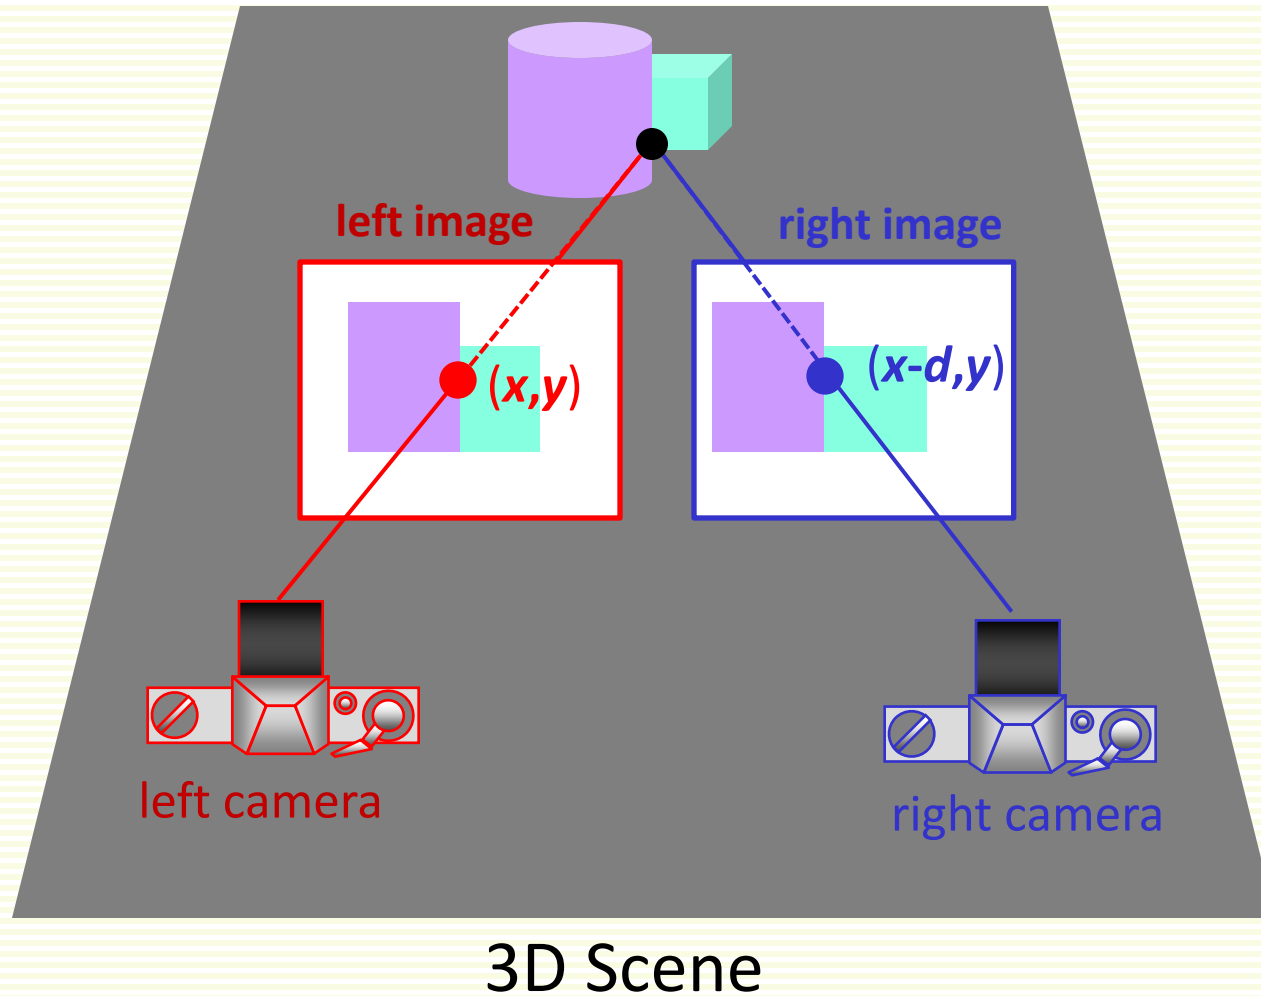 left image
right image
(x,y)
(x-d,y)
left camera
right camera
3D Scene